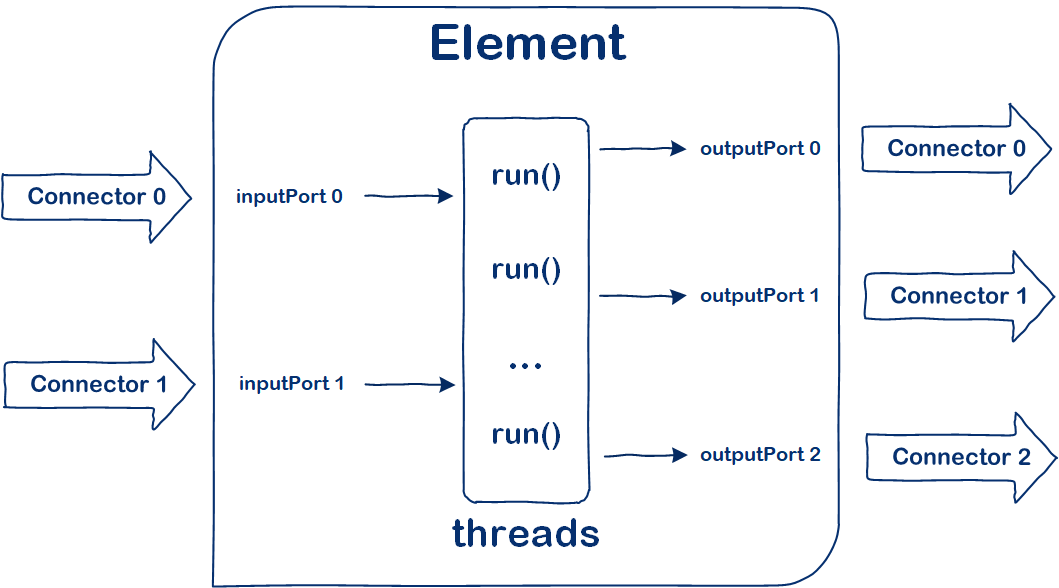 Element
Connector 0
inputPort 0
run()
outputPort 0
Connector 0
run()
outputPort 1
Connector 1
Connector 1
inputPort 1
...
run()
outputPort 2
Connector 2
threads